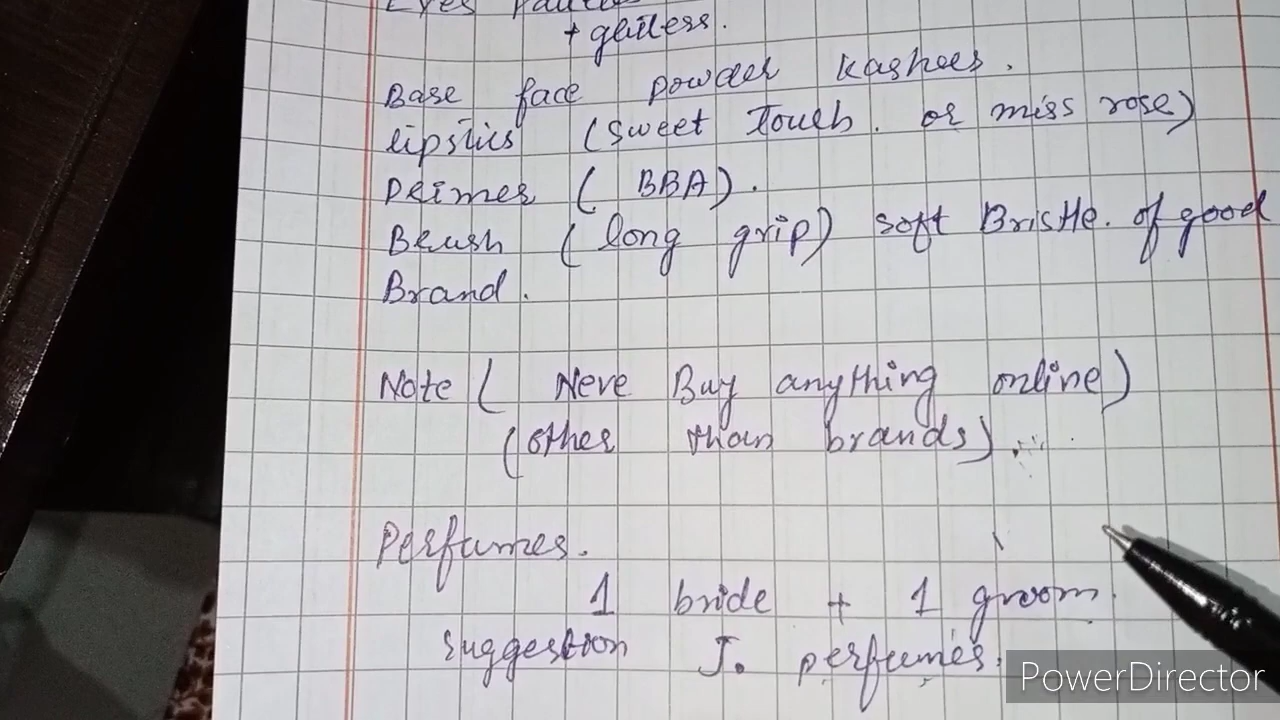 Eyes
+ glitters.
Base face powder Kashees.
lipstics (Sweet Touch. or miss rose)
Primer ( BBA).
Brush ( long grip) soft Bristle. of good
Brand.
Note ( Neve Buy anything online)
(other than brands).
Perfumes.
1 bride + 1 groom.
Suggestion J. perfumes.
PowerDirector